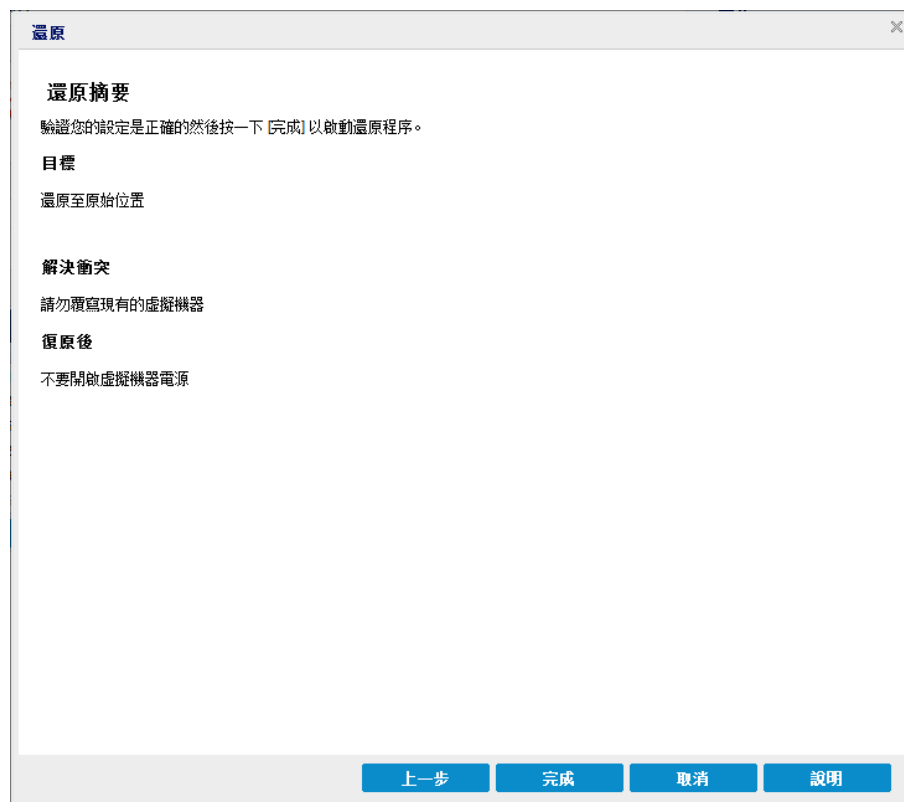 還原
還原摘要
驗證您的設定是正確的然後按一下 [完成] 以啟動還原程序。
目標
還原至原始位置
解決衝突
請勿覆寫現有的虛擬機器
復原後
不要開啟虛擬機器電源
上一步
完成
取消
說明